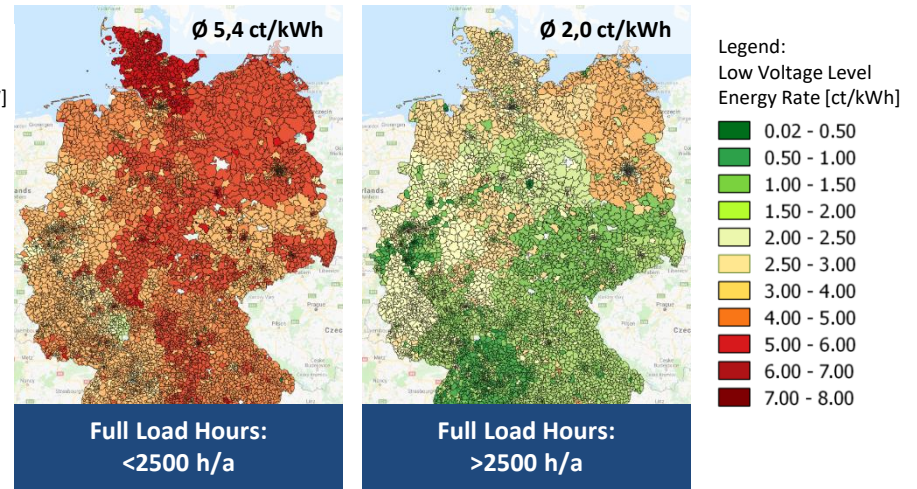 Ø 5,4 ct/kWh
Full Load Hours:
<2500 h/a
Ø 2,0 ct/kWh
Full Load Hours:
>2500 h/a
Legend:
Low Voltage Level
Energy Rate [ct/kWh]
0.02 - 0.50
0.50 - 1.00
1.00 - 1.50
1.50 - 2.00
2.00 - 2.50
2.50 - 3.00
3.00 - 4.00
4.00 - 5.00
5.00 - 6.00
6.00 - 7.00
7.00 - 8.00